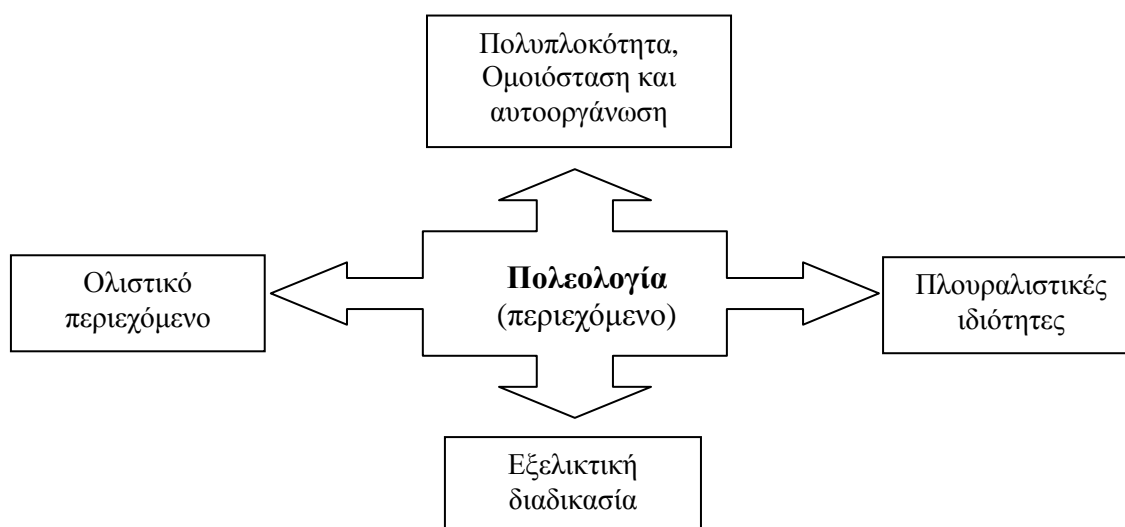 Πολυπλοκότητα,
Ομοιόσταση και
αυτοοργάνωση
Ολιστικό
περιεχόμενο
Πολεολογία
(περιεχόμενο)
Πλουραλιστικές
ιδιότητες
Εξελικτική
διαδικασία